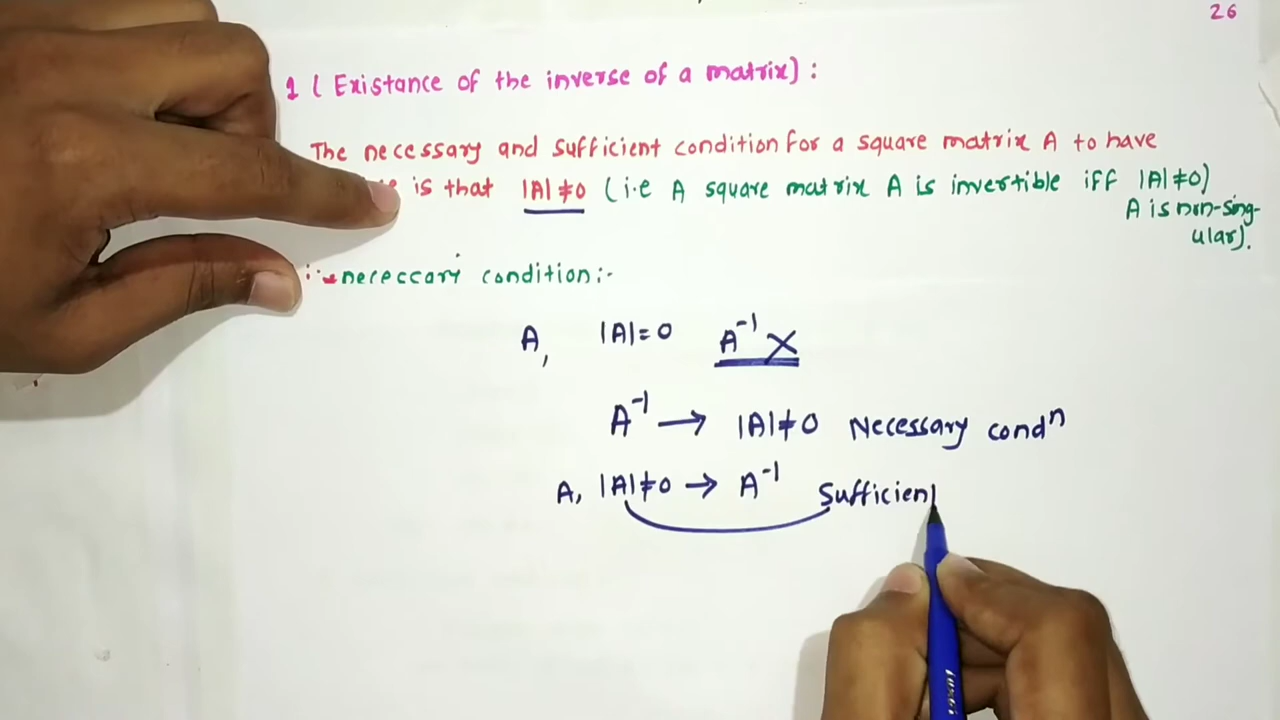 26
1 (Existance of the inverse of a matrix) :
The necessary and sufficient condition for a square matrix A to have
is that |A|≠0 (i.e A square matrix A is invertible iff |A|≠0)
A is non-sing-
ular).
:- nececcary condition:-
A, |A|=0 A⁻¹ X
A⁻¹ → |A|≠0 Necessary condⁿ
A, |A|≠0 → A⁻¹ Sufficien